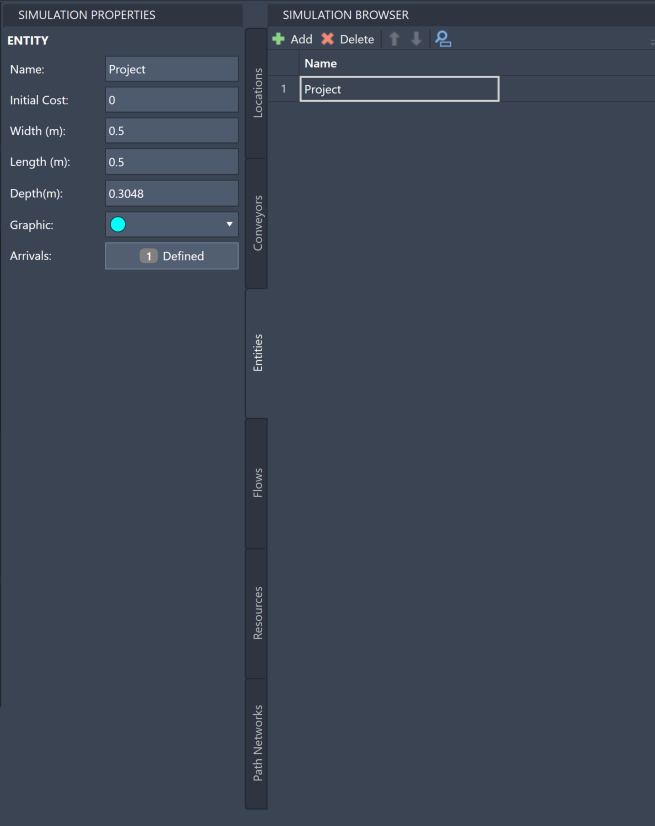 SIMULATION PROPERTIES
ENTITY
Name: Project
Initial Cost: 0
Width (m): 0.5
Length (m): 0.5
Depth(m): 0.3048
Graphic:
Arrivals: 1 Defined
Locations
Conveyors
Entities
Flows
Resources
Path Networks
SIMULATION BROWSER
Add Delete
Name
1 Project